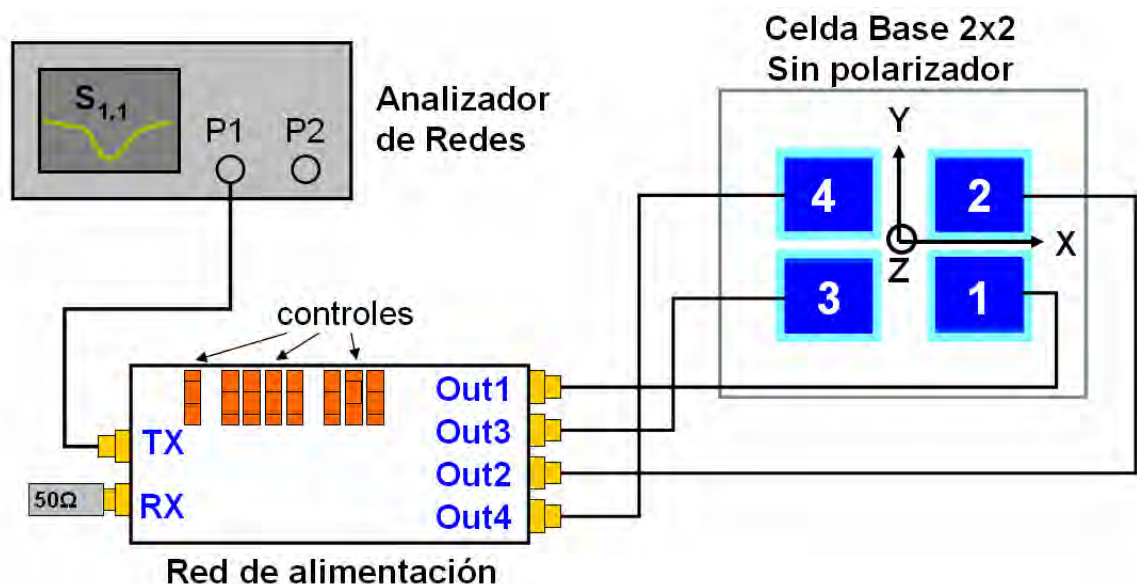 Celda Base 2x2
Sin polarizador
S1,1
P1 P2
Analizador
de Redes
Y
4 2
X
Z
3 1
controles
Out1
Out3
Out2
Out4
TX
50Ω
RX
Red de alimentación